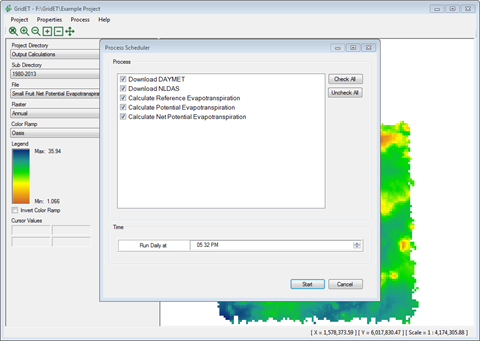 GridET - F:\GridET\Example Project
Project Properties Process Help
Project Directory
Output Calculations
Sub Directory
1980-2013
File
Small Fruit Net Potential Evapotranspira
Raster
Annual
Color Ramp
Oasis
Legend
Max: 35.94
Min: 1.066
Invert Color Ramp
Cursor Values
Process Scheduler
Process
Download DAYMET
Download NLDAS
Calculate Reference Evapotranspiration
Calculate Potential Evapotranspiration
Calculate Net Potential Evapotranspiration
Check All
Uncheck All
Time
Run Daily at
05:32 PM
Start
Cancel
[ X = 1,578,373.59 ] [ Y = 6,017,830.47 ] [ Scale = 1 : 4,174,305.88 ]